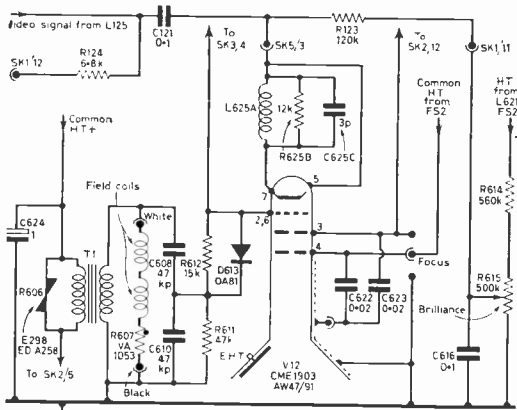 Video signal from L125
C121
0·1
To
SK3,4
R123
120k
To
SK2,12
R124
6·8k
SK1,12
SK5,3
SK1,11
Common
HT
from
FS2
HT
from
L621
FS2
Common
HT+
L625A
12k
3p
R625B
C625C
5
7
2,6
3
4
Field coils
White
C624
1
T1
R606
E298
ED A258
To SK2/5
C608
47
kp
R612
15k
D613
OA81
R607
VA
1053
C610
47
kp
R611
47k
Black
EHT
V12
CME1903
AW47/91
C622
0·02
C623
0·02
Focus
R614
560k
R615
500k
Brilliance
C616
0·1